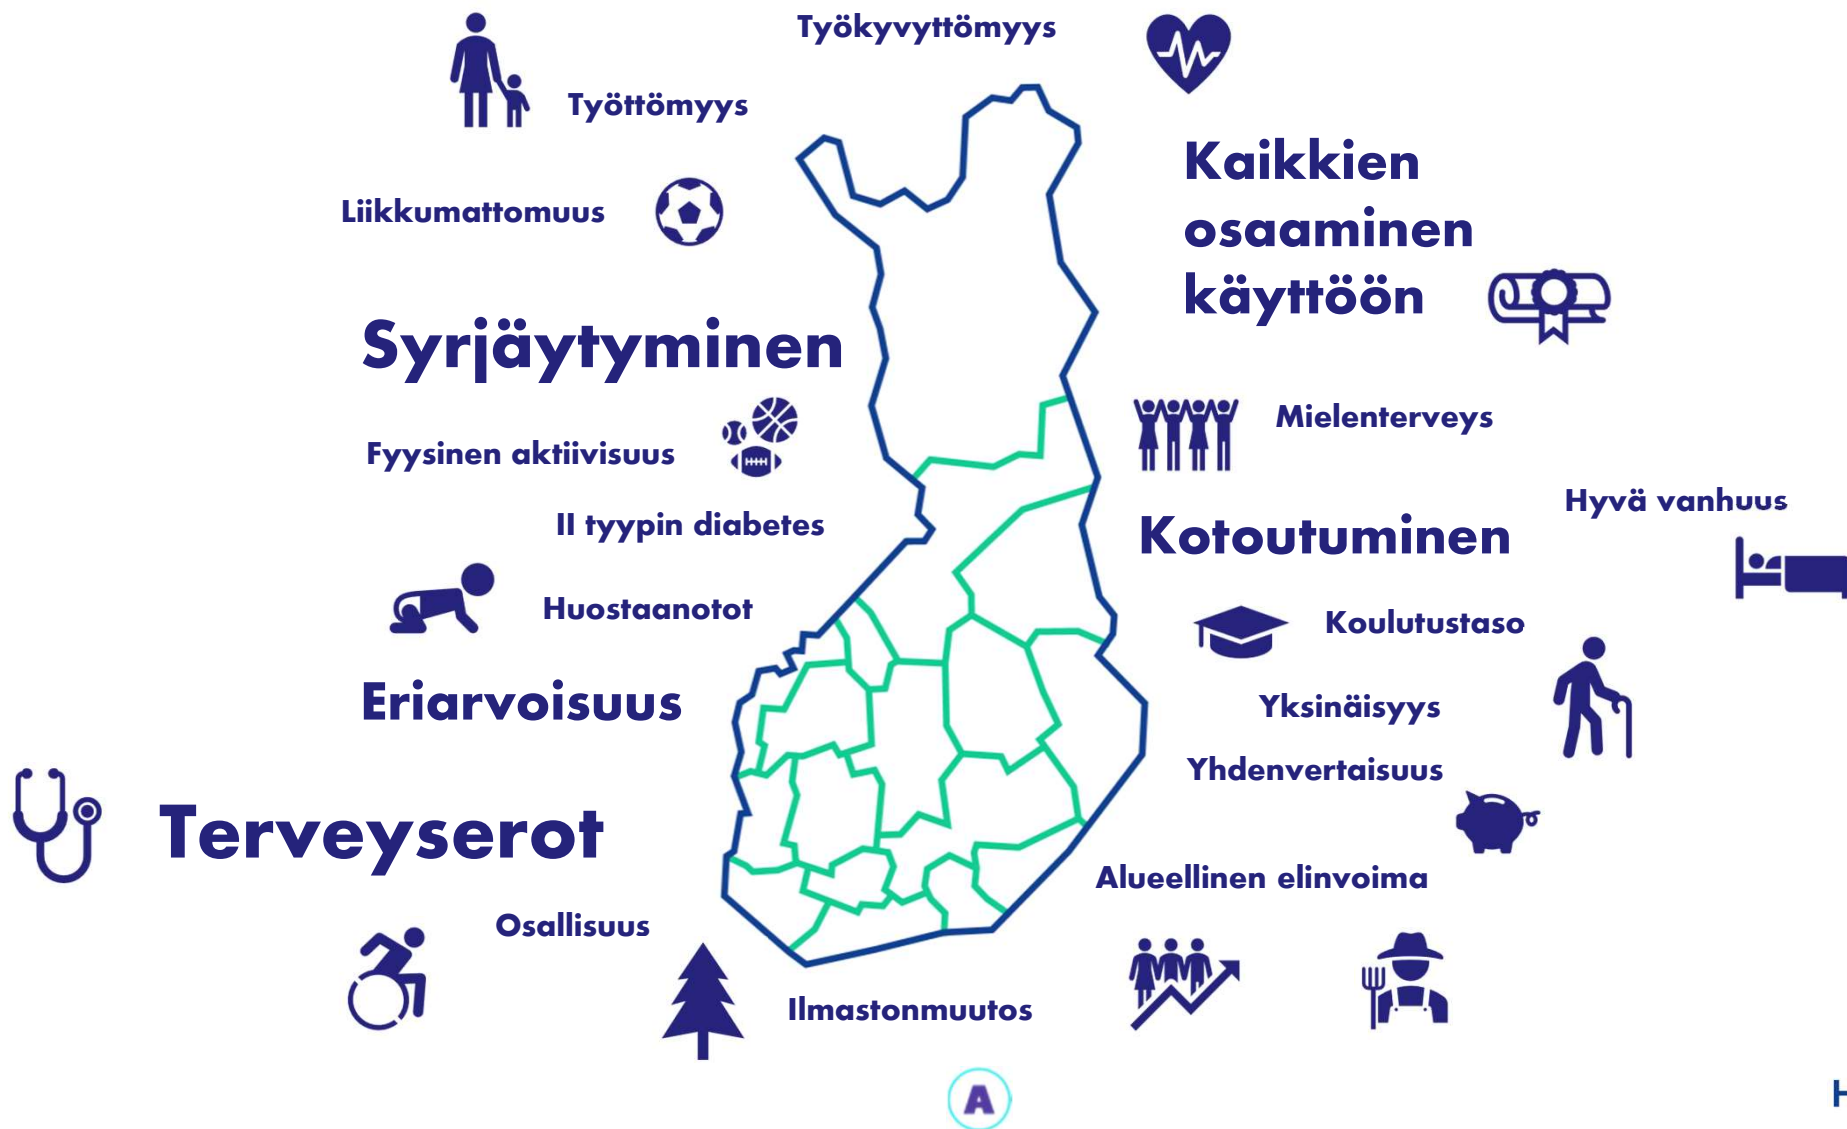 Työkyvyttömyys
Työttömyys
Liikkumattomuus
Kaikkien
osaaminen
käyttöön
Syrjäytyminen
Fyysinen aktiivisuus
Mielenterveys
II tyypin diabetes
Kotoutuminen
Hyvä vanhuus
Huostaanotot
Koulutustaso
Eriarvoisuus
Yksinäisyys
Yhdenvertaisuus
Terveyserot
Alueellinen elinvoima
Osallisuus
Ilmastonmuutos
A
H